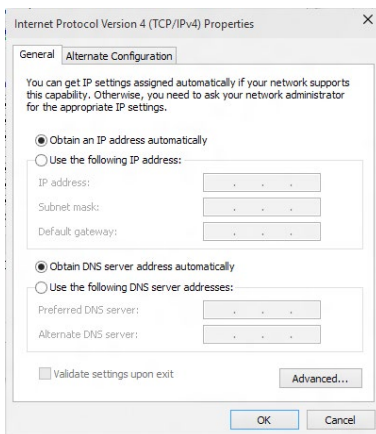 Internet Protocol Version 4 (TCP/IPv4) Properties
General
Alternate Configuration
You can get IP settings assigned automatically if your network supports
this capability. Otherwise, you need to ask your network administrator
for the appropriate IP settings.
Obtain an IP address automatically
Use the following IP address:
IP address:
Subnet mask:
Default gateway:
Obtain DNS server address automatically
Use the following DNS server addresses:
Preferred DNS server:
Alternate DNS server:
Validate settings upon exit
Advanced...
OK
Cancel